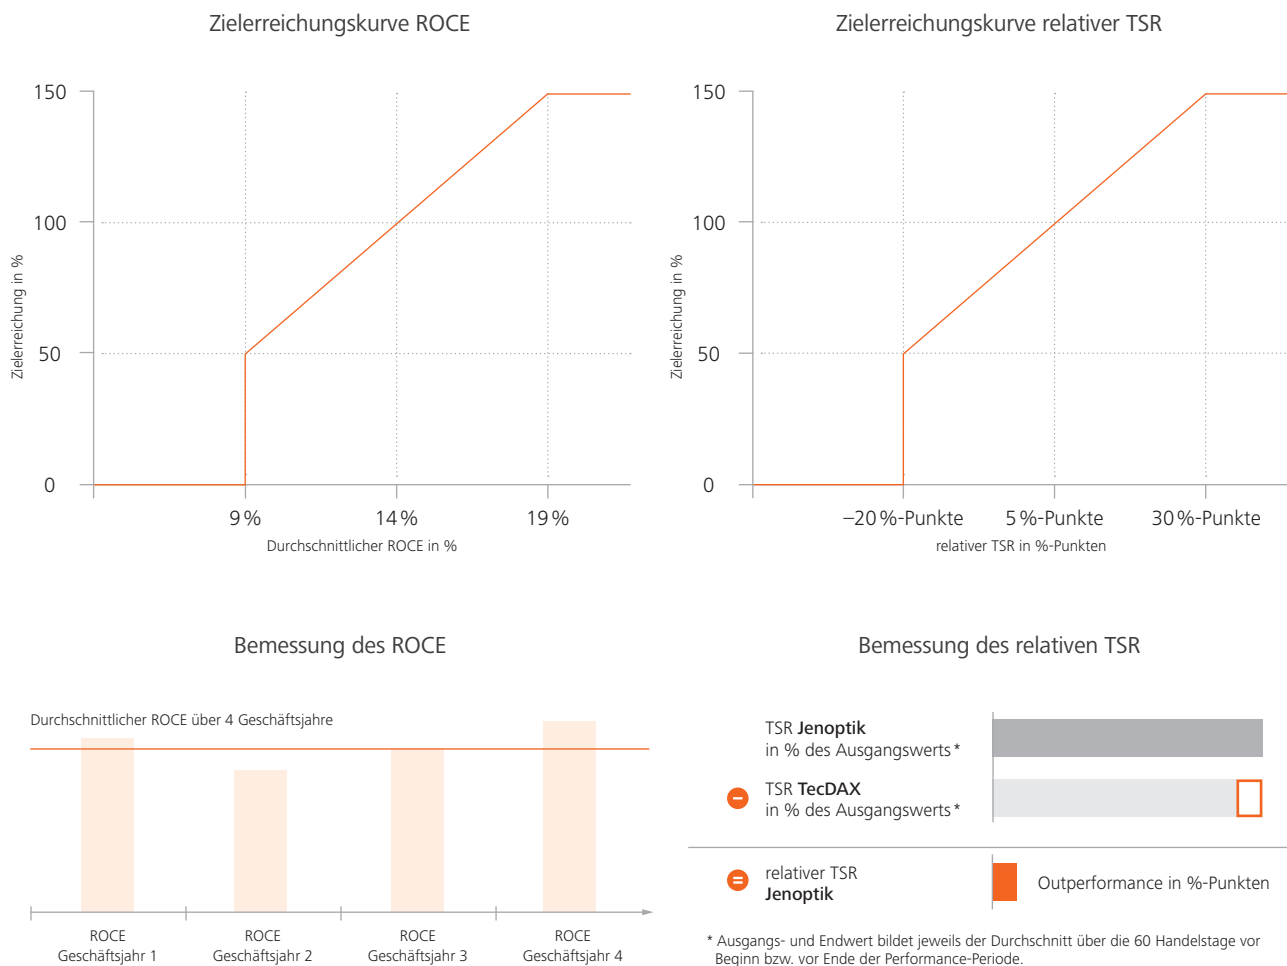 Zielerreichungskurve ROCE
150
100
50
0
Zielerreichung in %
9 %
14 %
19 %
Durchschnittlicher ROCE in %
Zielerreichungskurve relativer TSR
150
100
50
0
Zielerreichung in %
–20 %-Punkte
5 %-Punkte
30 %-Punkte
relativer TSR in %-Punkten
Bemessung des ROCE
Durchschnittlicher ROCE über 4 Geschäftsjahre
ROCE
Geschäftsjahr 1
ROCE
Geschäftsjahr 2
ROCE
Geschäftsjahr 3
ROCE
Geschäftsjahr 4
Bemessung des relativen TSR
TSR Jenoptik
in % des Ausgangswerts *
–
TSR TecDAX
in % des Ausgangswerts *
=
relativer TSR
Jenoptik
Outperformance in %-Punkten
* Ausgangs- und Endwert bildet jeweils der Durchschnitt über die 60 Handelstage vor
Beginn bzw. vor Ende der Performance-Periode.